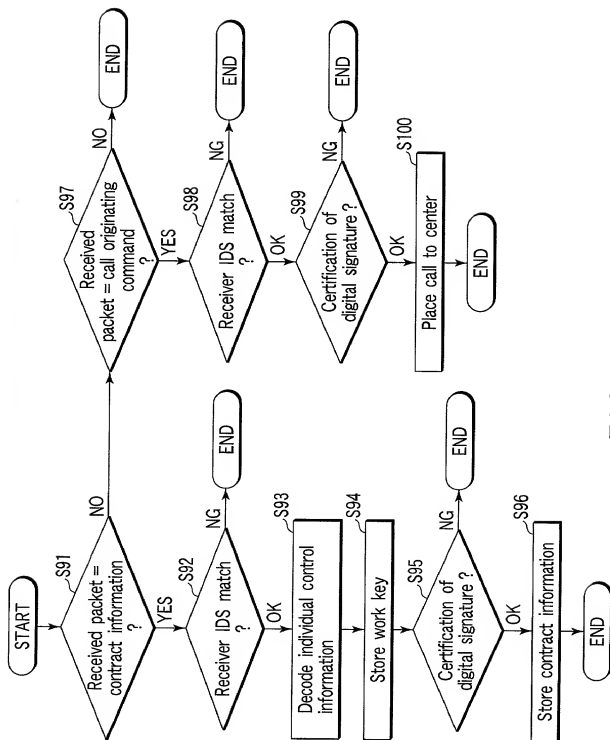 START
S91
Received packet =
contract information
?
NO
YES
S92
Receiver IDS match
?
NG
END
OK
S93
Decode individual control
information
S94
Store work key
S95
Certification of
digital signature ?
NG
END
OK
S96
Store contract information
END
S97
Received
packet = call originating
command
?
NO
END
YES
S98
Receiver IDS match
?
NG
END
OK
S99
Certification of
digital signature ?
NG
END
OK
S100
Place call to center
END